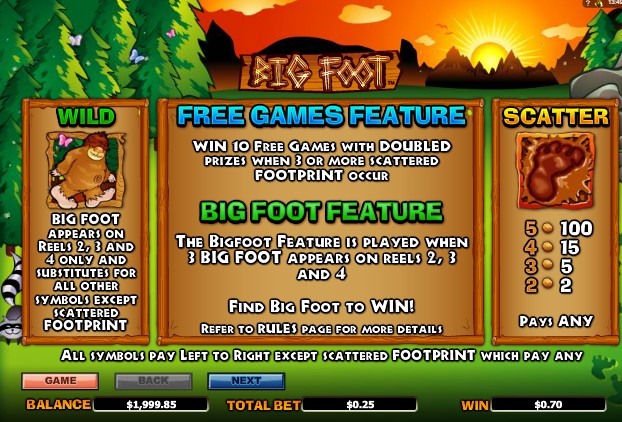 13:49
BIG FOOT
WILD
BIG FOOT
APPEARS ON
REELS 2, 3 AND
4 ONLY AND
SUBSTITUTES FOR
ALL OTHER
SYMBOLS EXCEPT
SCATTERED
FOOTPRINT
FREE GAMES FEATURE
WIN 10 FREE GAMES WITH DOUBLED
PRIZES WHEN 3 OR MORE SCATTERED
FOOTPRINT OCCUR
BIG FOOT FEATURE
THE BIGFOOT FEATURE IS PLAYED WHEN
3 BIG FOOT APPEARS ON REELS 2, 3
AND 4
FIND BIG FOOT TO WIN!
REFER TO RULES PAGE FOR MORE DETAILS
SCATTER
5 100
4 15
3 5
2 2
PAYS ANY
ALL SYMBOLS PAY LEFT TO RIGHT EXCEPT SCATTERED FOOTPRINT WHICH PAY ANY
GAME BACK NEXT
BALANCE $1,999.85 TOTAL BET $0.25 WIN $0.70